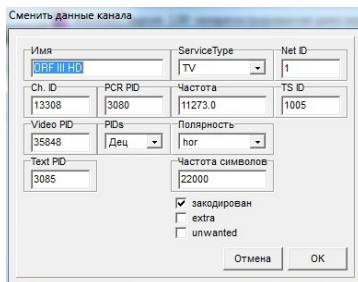 Сменить данные канала
Имя ServiceType Net ID
ORF III HD TV 1
Ch. ID PCR PID Частота TS ID
13308 3080 11273.0 1005
Video PID PIDs Полярность
35848 Дец hor
Text PID Частота символов
3085 22000
закодирован
extra
unwanted
Отмена OK